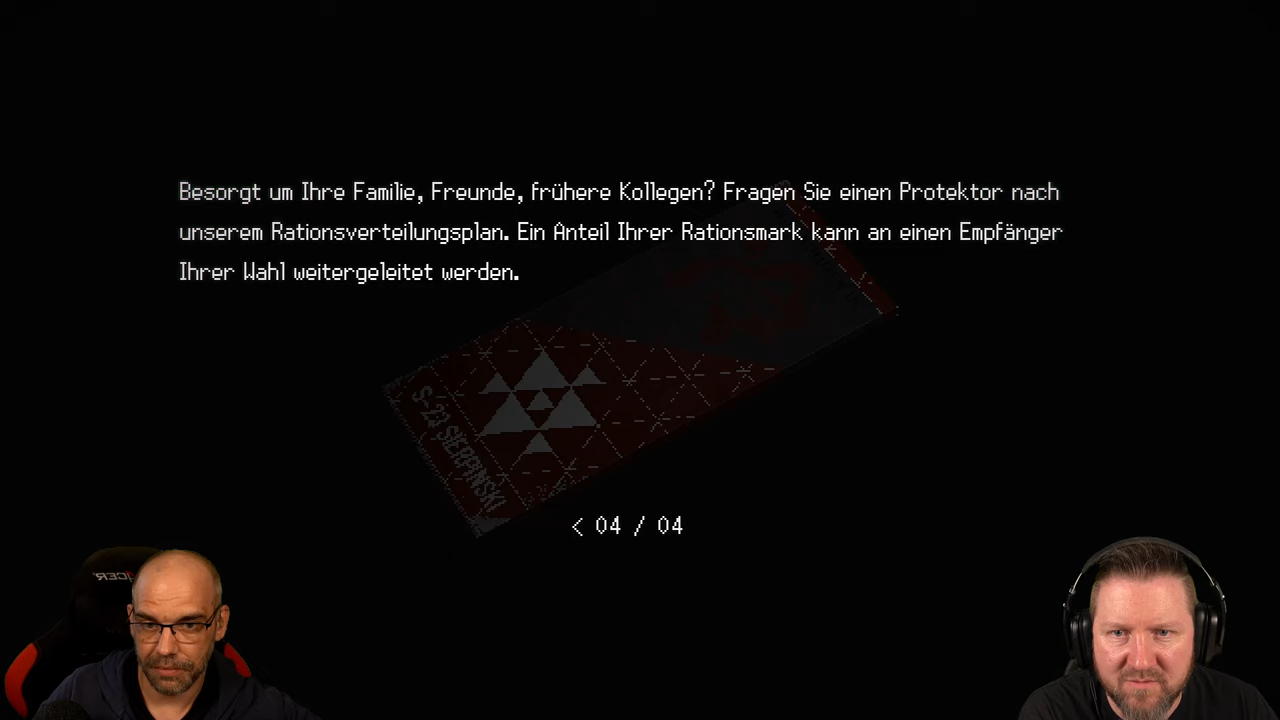 Besorgt um Ihre Familie, Freunde, frühere Kollegen? Fragen Sie einen Protektor nach
unserem Rationsverteilungsplan. Ein Anteil Ihrer Rationsmark kann an einen Empfänger
Ihrer Wahl weitergeleitet werden.
S-23 SIERPINSKI
< 04 / 04